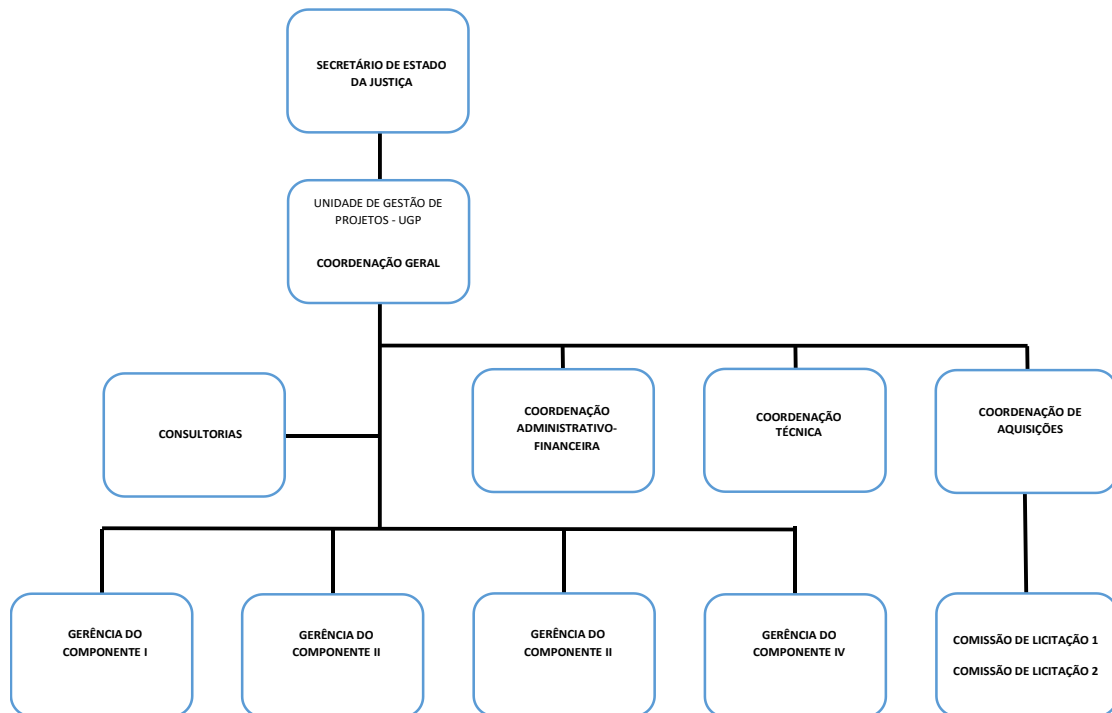 SECRETÁRIO DE ESTADO
DA JUSTIÇA
UNIDADE DE GESTÃO DE
PROJETOS - UGP
COORDENAÇÃO GERAL
CONSULTORIAS
COORDENAÇÃO
ADMINISTRATIVO-
FINANCEIRA
COORDENAÇÃO
TÉCNICA
COORDENAÇÃO DE
AQUISIÇÕES
GERÊNCIA DO
COMPONENTE I
GERÊNCIA DO
COMPONENTE II
GERÊNCIA DO
COMPONENTE II
GERÊNCIA DO
COMPONENTE IV
COMISSÃO DE LICITAÇÃO 1
COMISSÃO DE LICITAÇÃO 2